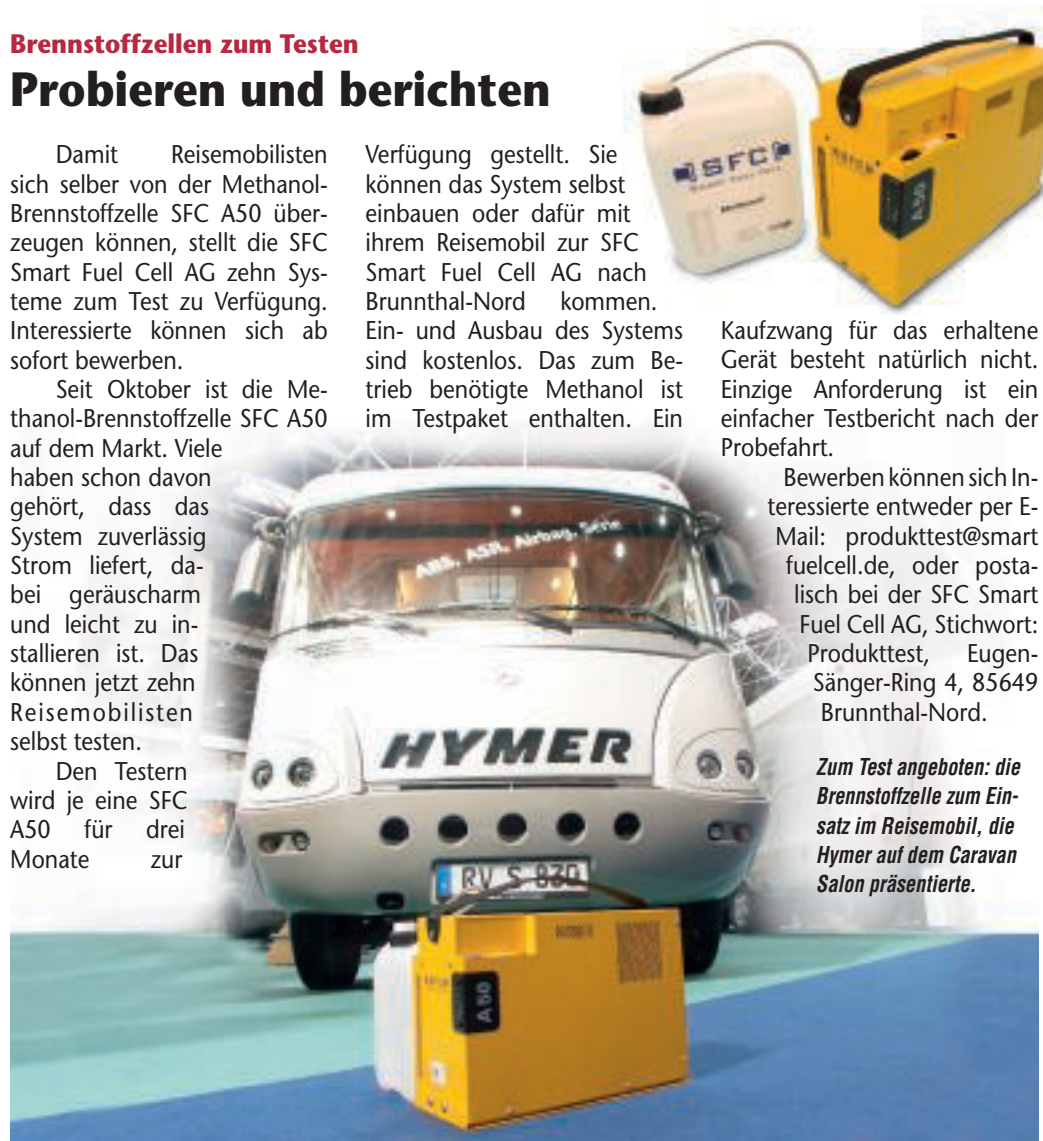 Brennstoffzellen zum Testen
Probieren und berichten
Damit Reisemobilisten
sich selber von der Methanol-
Brennstoffzelle SFC A50 über-
zeugen können, stellt die SFC
Smart Fuel Cell AG zehn Sys-
teme zum Test zu Verfügung.
Interessierte können sich ab
sofort bewerben.
Seit Oktober ist die Me-
thanol-Brennstoffzelle SFC A50
auf dem Markt. Viele
haben schon davon
gehört, dass das
System zuverlässig
Strom liefert, da-
bei geräuscharm
und leicht zu in-
stallieren ist. Das
können jetzt zehn
Reisemobilisten
selbst testen.
Den Testern
wird je eine SFC
A50 für drei
Monate zur
Verfügung gestellt. Sie
können das System selbst
einbauen oder dafür mit
ihrem Reisemobil zur SFC
Smart Fuel Cell AG nach
Brunnthal-Nord kommen.
Ein- und Ausbau des Systems
sind kostenlos. Das zum Be-
trieb benötigte Methanol ist
im Testpaket enthalten. Ein
Kaufzwang für das erhaltene
Gerät besteht natürlich nicht.
Einzige Anforderung ist ein
einfacher Testbericht nach der
Probefahrt.
Bewerben können sich In-
teressierte entweder per E-
Mail: produkttest@smart
fuelcell.de, oder posta-
lisch bei der SFC Smart
Fuel Cell AG, Stichwort:
Produkttest, Eugen-
Sänger-Ring 4, 85649
Brunnthal-Nord.
Zum Test angeboten: die
Brennstoffzelle zum Ein-
satz im Reisemobil, die
Hymer auf dem Caravan
Salon präsentierte.
SFC
A50
ABS, ASR, Airbag, Serie
HYMER
RV S 830
A50